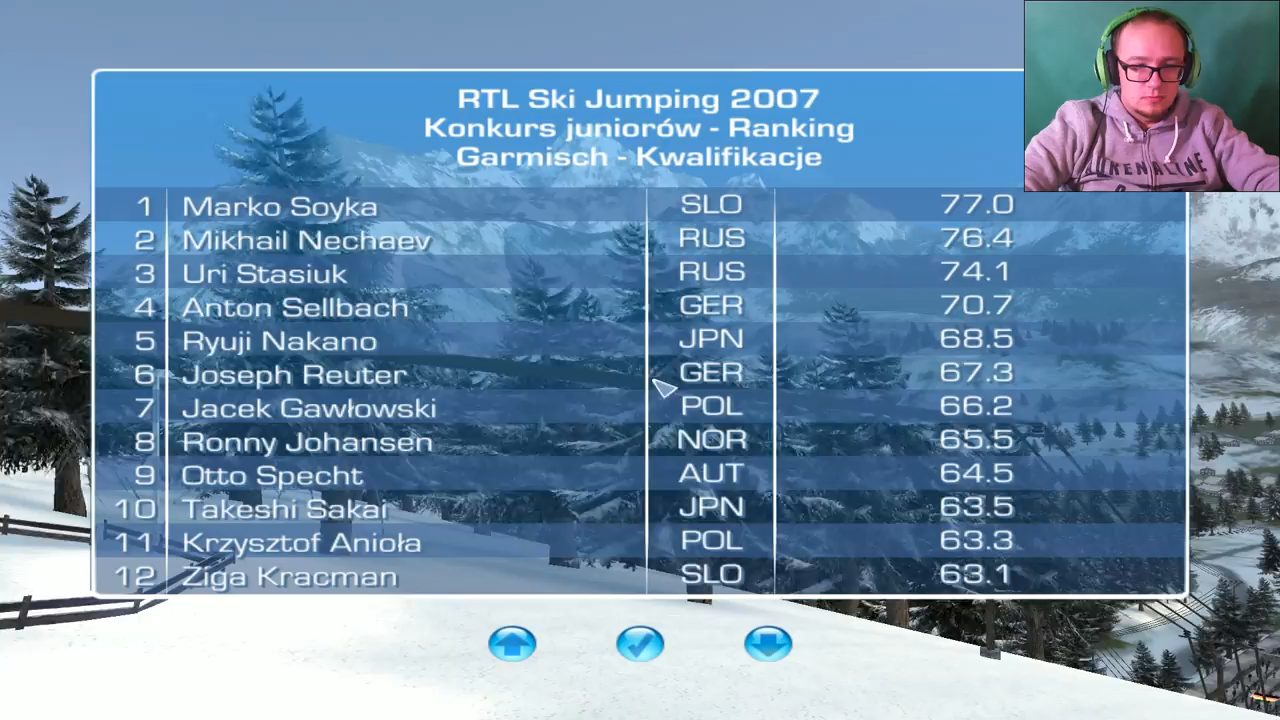 RTL Ski Jumping 2007
Konkurs juniorów - Ranking
Garmisch - Kwalifikacje
1 Marko Soyka SLO 77.0
2 Mikhail Nechaev RUS 76.4
3 Uri Stasiuk RUS 74.1
4 Anton Sellbach GER 70.7
5 Ryuji Nakano JPN 68.5
6 Joseph Reuter GER 67.3
7 Jacek Gawłowski POL 66.2
8 Ronny Johansen NOR 65.5
9 Otto Specht AUT 64.5
10 Takeshi Sakai JPN 63.5
11 Krzysztof Anioła POL 63.3
12 Ziga Kracman SLO 63.1